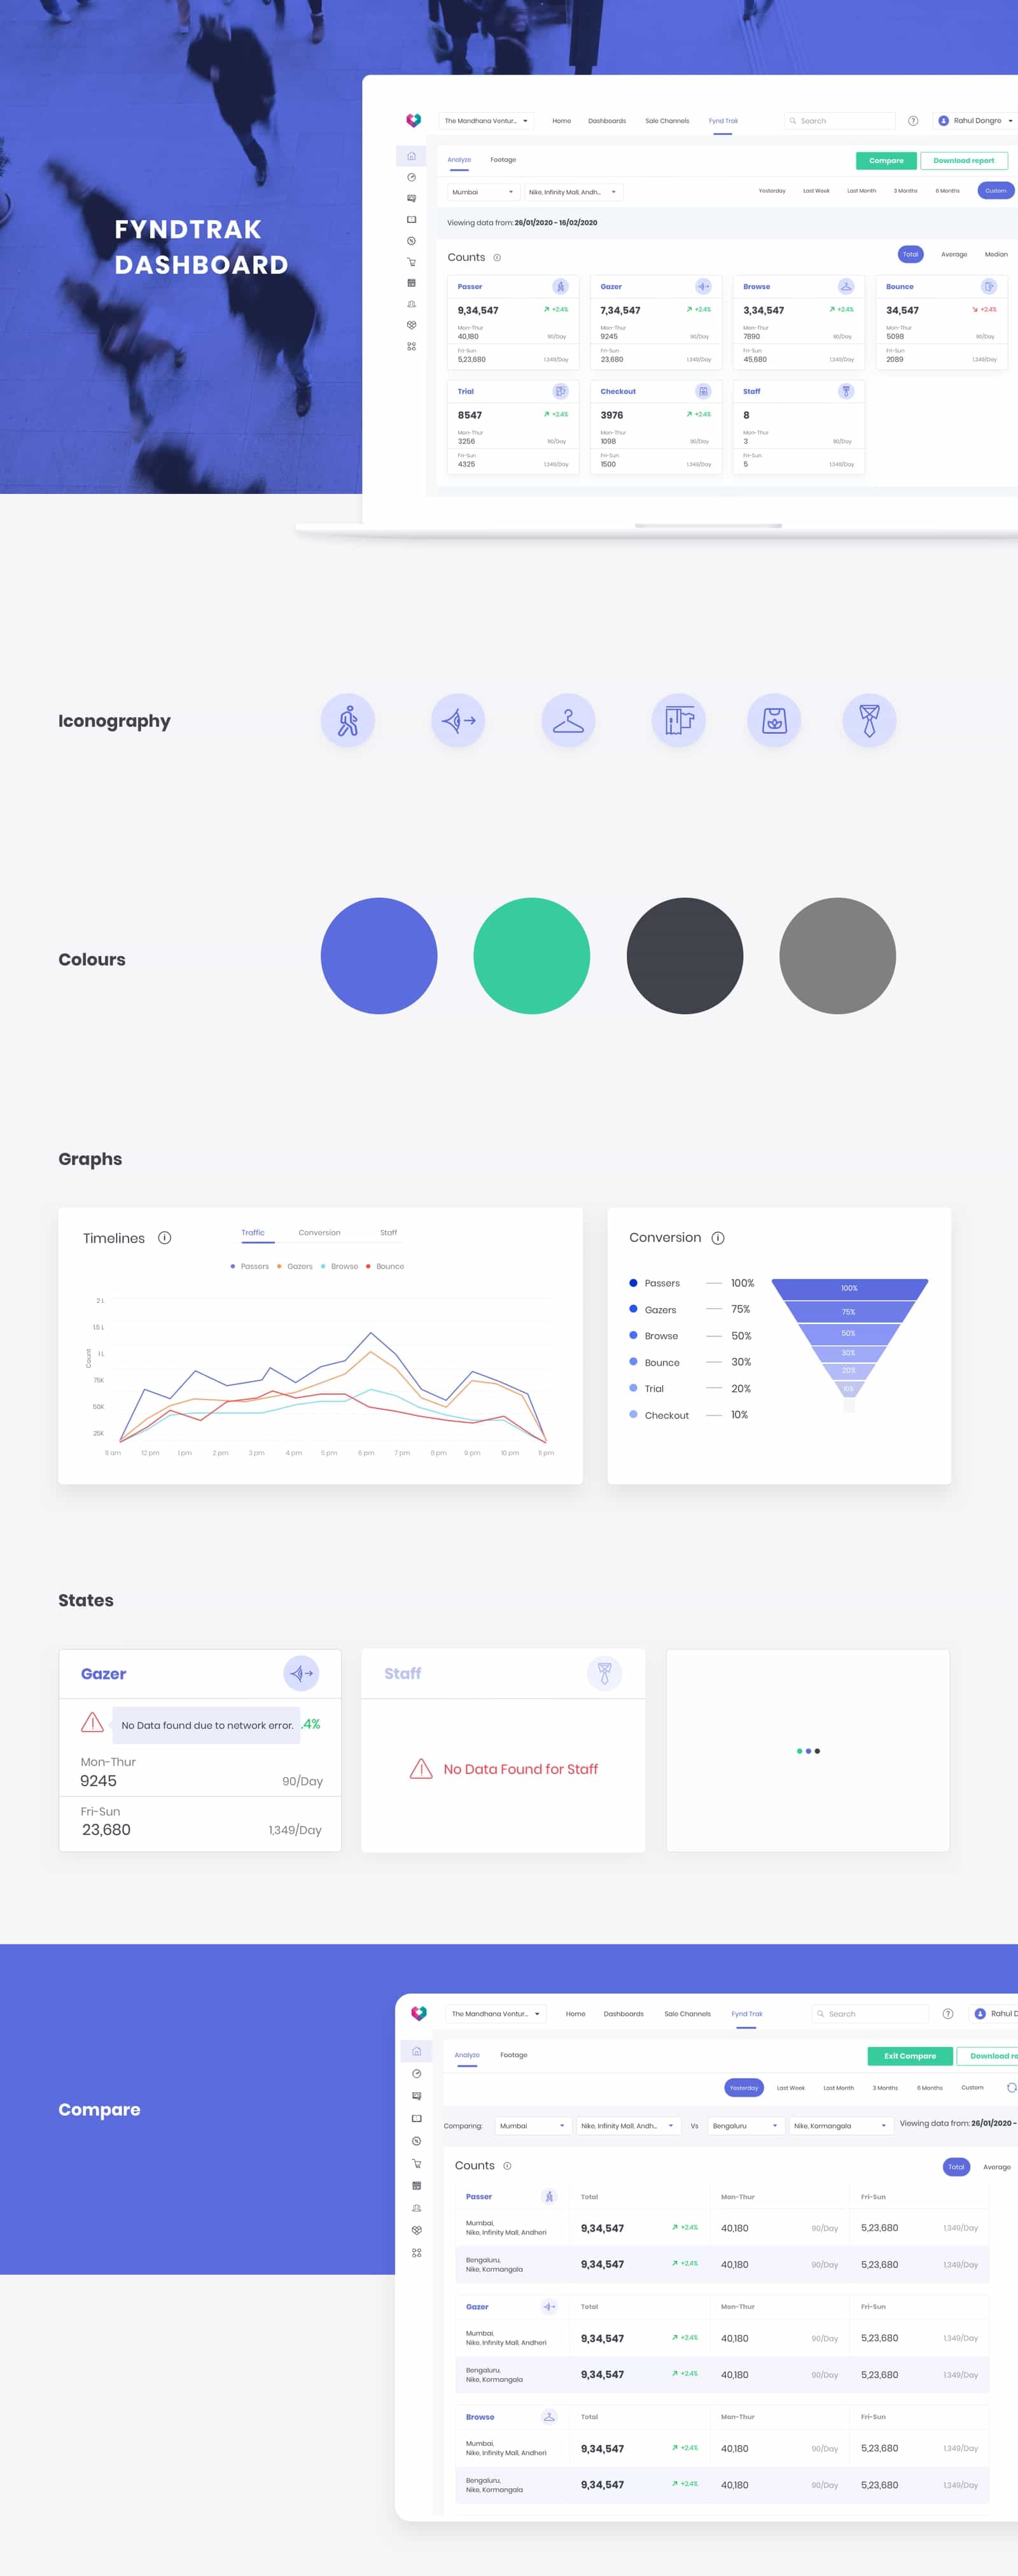 FYNDTRAK
DASHBOARD
The Mandhana Ventur...
Home
Dashboards
Sale Channels
Fynd Trak
Search
Rahul Dongre
Analyze
Footage
Compare
Download report
Mumbai
Nike, Infinity Mall, Andh...
Yesterday
Last Week
Last Month
3 Months
6 Months
Custom
Viewing data from: 26/01/2020 - 16/02/2020
Counts
Total
Average
Median
Passer
9,34,547
+2.4%
Mon-Thur
40,180
90/Day
Fri-Sun
5,23,680
1,349/Day
Gazer
7,34,547
+2.4%
Mon-Thur
9245
90/Day
Fri-Sun
23,680
1,349/Day
Browse
3,34,547
+2.4%
Mon-Thur
7890
90/Day
Fri-Sun
45,680
1,349/Day
Bounce
34,547
+2.4%
Mon-Thur
5098
90/Day
Fri-Sun
2089
1,349/Day
Trial
8547
+2.4%
Mon-Thur
3256
90/Day
Fri-Sun
4325
1,349/Day
Checkout
3976
+2.4%
Mon-Thur
1098
90/Day
Fri-Sun
1500
1,349/Day
Staff
8
Mon-Thur
3
90/Day
Fri-Sun
5
1,349/Day
Iconography
Colours
Graphs
Timelines
Traffic
Conversion
Staff
Passers
Gazers
Browse
Bounce
2 L
1.5 L
1 L
75K
50K
25K
Count
11 am
12 pm
1 pm
2 pm
3 pm
4 pm
5 pm
6 pm
7 pm
8 pm
9 pm
10 pm
11 pm
Conversion
Passers
100%
Gazers
75%
Browse
50%
Bounce
30%
Trial
20%
Checkout
10%
100%
75%
50%
30%
20%
10%
States
Gazer
No Data found due to network error.
.4%
Mon-Thur
9245
90/Day
Fri-Sun
23,680
1,349/Day
Staff
No Data Found for Staff
Compare
The Mandhana Ventur...
Home
Dashboards
Sale Channels
Fynd Trak
Search
Rahul D
Analyze
Footage
Exit Compare
Download re
Yesterday
Last Week
Last Month
3 Months
6 Months
Custom
Comparing:
Mumbai
Nike, Infinity Mall, Andh...
Vs
Bengaluru
Nike, Kormangala
Viewing data from: 26/01/2020 -
Counts
Total
Average
Passer
Total
Mon-Thur
Fri-Sun
Mumbai,
Nike, Infinity Mall, Andheri
9,34,547
+2.4%
40,180
90/Day
5,23,680
1,349/Day
Bengaluru,
Nike, Kormangala
9,34,547
+2.4%
40,180
90/Day
5,23,680
1,349/Day
Gazer
Total
Mon-Thur
Fri-Sun
Mumbai,
Nike, Infinity Mall, Andheri
9,34,547
+2.4%
40,180
90/Day
5,23,680
1,349/Day
Bengaluru,
Nike, Kormangala
9,34,547
+2.4%
40,180
90/Day
5,23,680
1,349/Day
Browse
Total
Mon-Thur
Fri-Sun
Mumbai,
Nike, Infinity Mall, Andheri
9,34,547
+2.4%
40,180
90/Day
5,23,680
1,349/Day
Bengaluru,
Nike, Kormangala
9,34,547
+2.4%
40,180
90/Day
5,23,680
1,349/Day